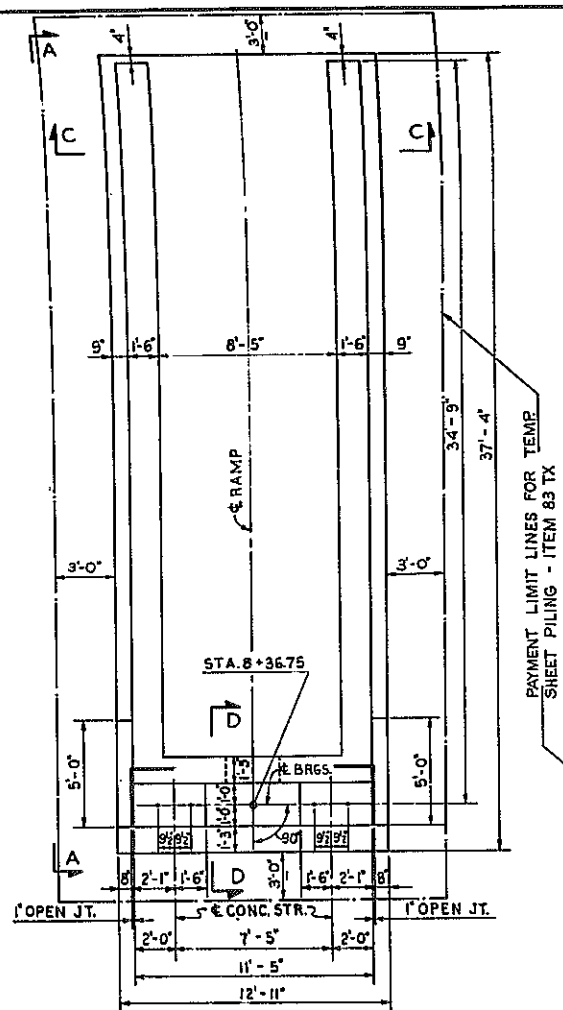 A
4"
3'-0"
4"
C
C
9"
1'-6"
8'-5"
1'-6"
9"
34'-9"
37'-4"
℄ RAMP
PAYMENT LIMIT LINES FOR TEMP.
SHEET PILING - ITEM 83 TX
3'-0"
3'-0"
STA. 8+36.75
D
1'-5"
℄ BRGS.
5'-0"
5'-0"
1'-0"
1'-0"
9½"
9½"
90°
9½"
9½"
1'-3"
A
3'-0"
8"
2'-1"
1'-6"
D
1'-6"
2'-1"
8"
1" OPEN JT.
℄ CONC. STR.
1" OPEN JT.
2'-0"
7'-5"
2'-0"
11'-5"
12'-11"